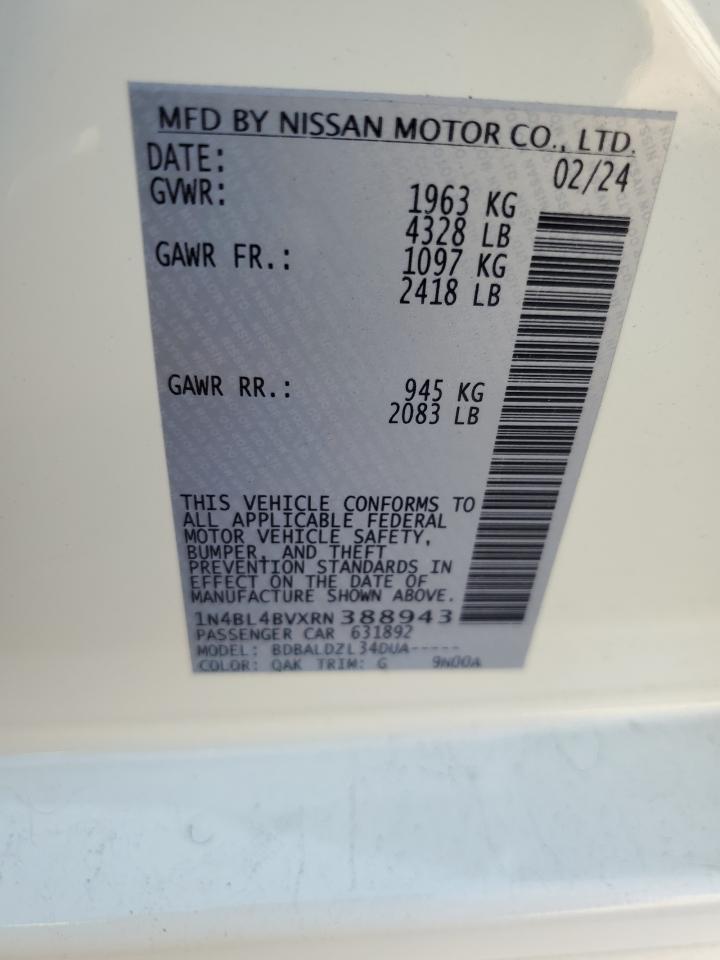 MFD BY NISSAN MOTOR CO., LTD.
DATE: 02/24
GVWR: 1963 KG
4328 LB
GAWR FR.: 1097 KG
2418 LB
GAWR RR.: 945 KG
2083 LB
THIS VEHICLE CONFORMS TO
ALL APPLICABLE FEDERAL
MOTOR VEHICLE SAFETY,
BUMPER, AND THEFT
PREVENTION STANDARDS IN
EFFECT ON THE DATE OF
MANUFACTURE SHOWN ABOVE.
1N4BL4BVXRN388943
PASSENGER CAR 631892
MODEL: BDBALDZL34DUA-----
COLOR: QAK TRIM: G 9N00A